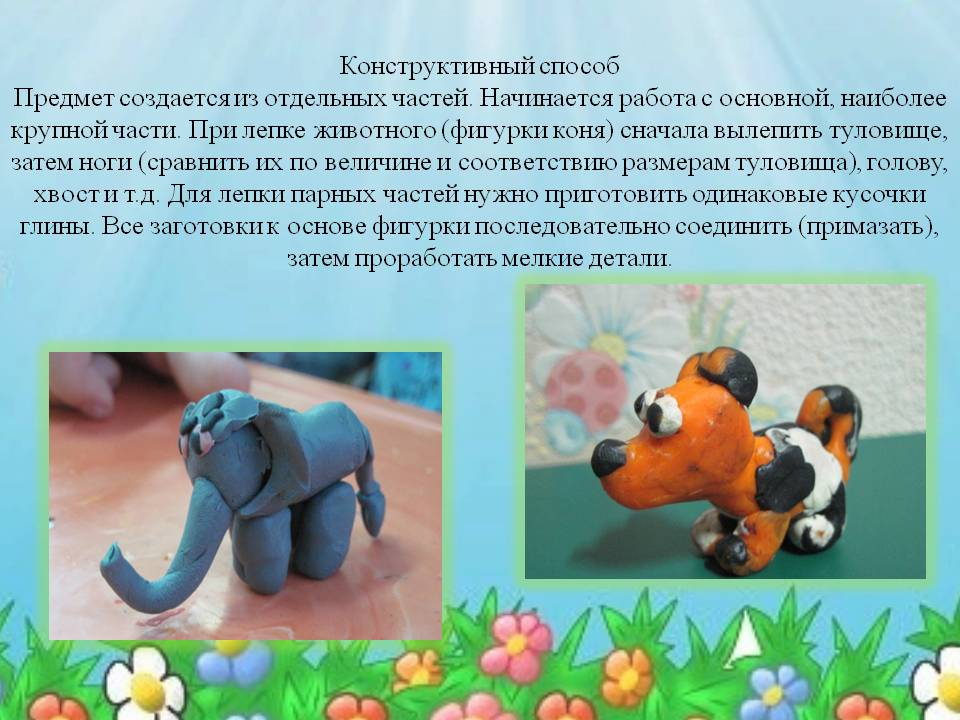 Конструктивный способ
Предмет создается из отдельных частей. Начинается работа с основной, наиболее
крупной части. При лепке животного (фигурки коня) сначала вылепить туловище,
затем ноги (сравнить их по величине и соответствию размерам туловища), голову,
хвост и т.д. Для лепки парных частей нужно приготовить одинаковые кусочки
глины. Все заготовки к основе фигурки последовательно соединить (примазать),
затем проработать мелкие детали.